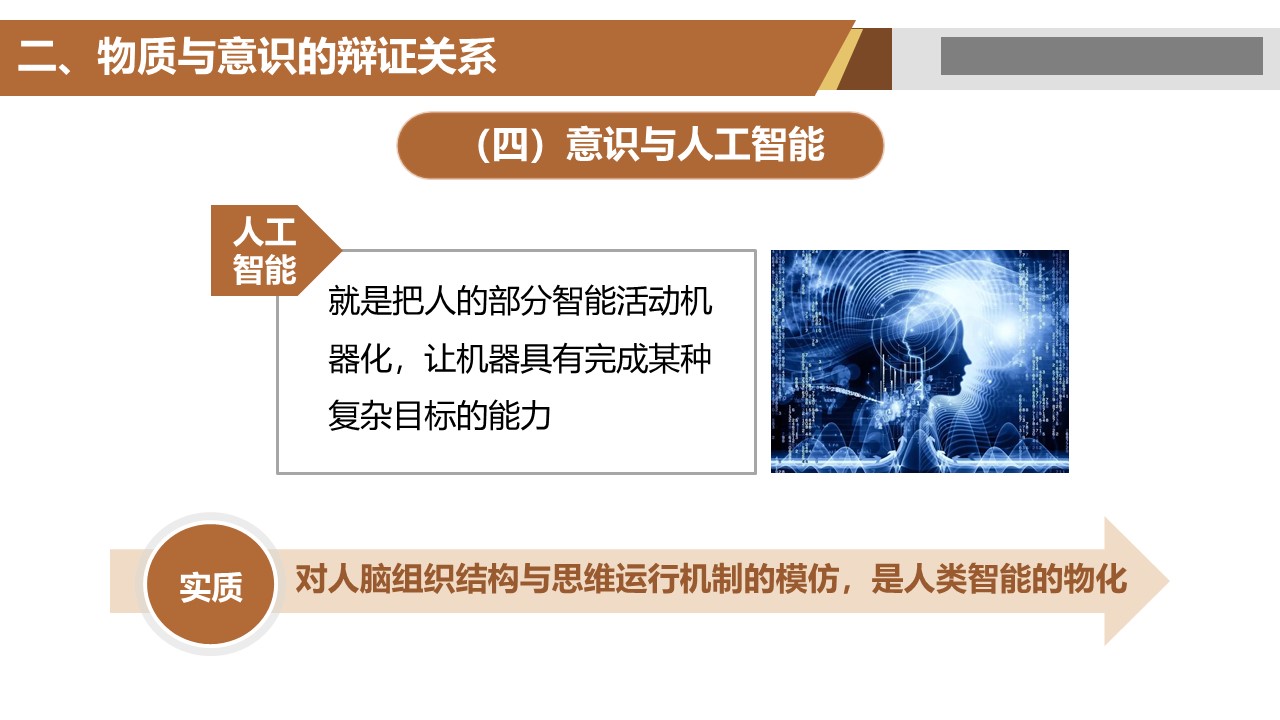 二、物质与意识的辩证关系
（四）意识与人工智能
人工
智能
就是把人的部分智能活动机
器化，让机器具有完成某种
复杂目标的能力
实质
对人脑组织结构与思维运行机制的模仿，是人类智能的物化